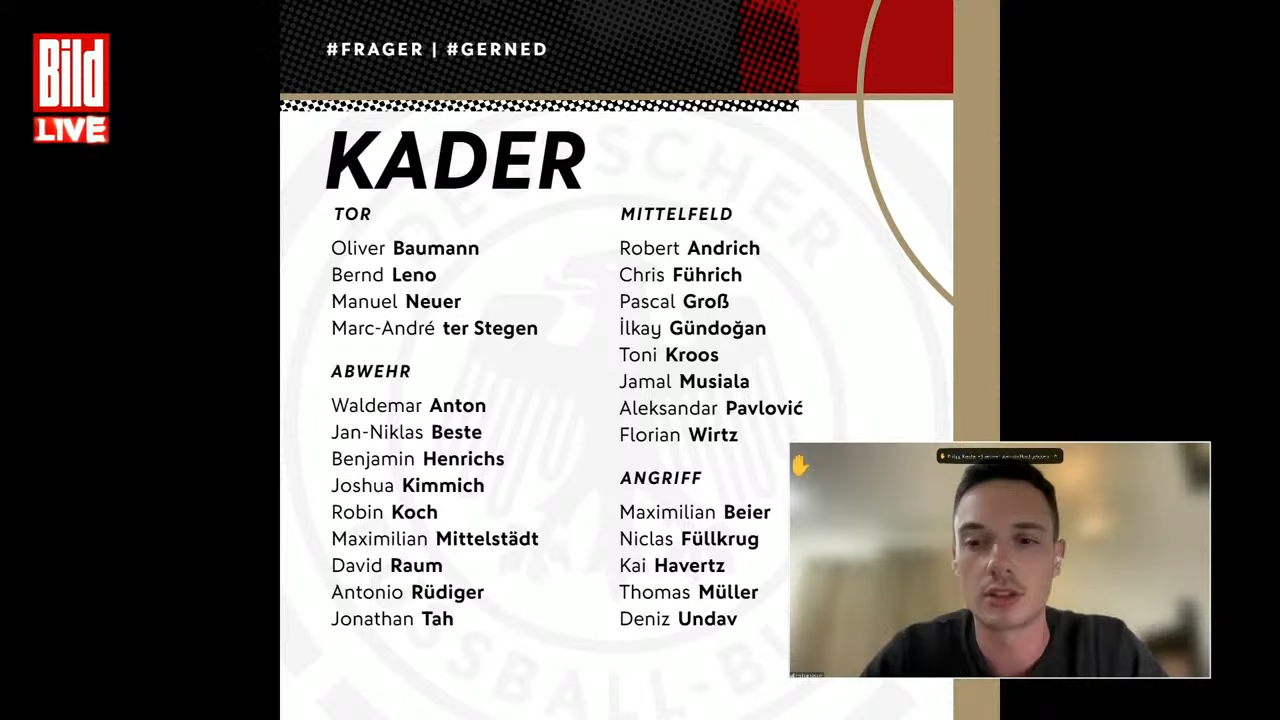 Bild
LIVE
#FRAGER | #GERNED
KADER
TOR
Oliver Baumann
Bernd Leno
Manuel Neuer
Marc-André ter Stegen
ABWEHR
Waldemar Anton
Jan-Niklas Beste
Benjamin Henrichs
Joshua Kimmich
Robin Koch
Maximilian Mittelstädt
David Raum
Antonio Rüdiger
Jonathan Tah
MITTELFELD
Robert Andrich
Chris Führich
Pascal Groß
İlkay Gündoğan
Toni Kroos
Jamal Musiala
Aleksandar Pavlović
Florian Wirtz
ANGRIFF
Maximilian Beier
Niclas Füllkrug
Kai Havertz
Thomas Müller
Deniz Undav